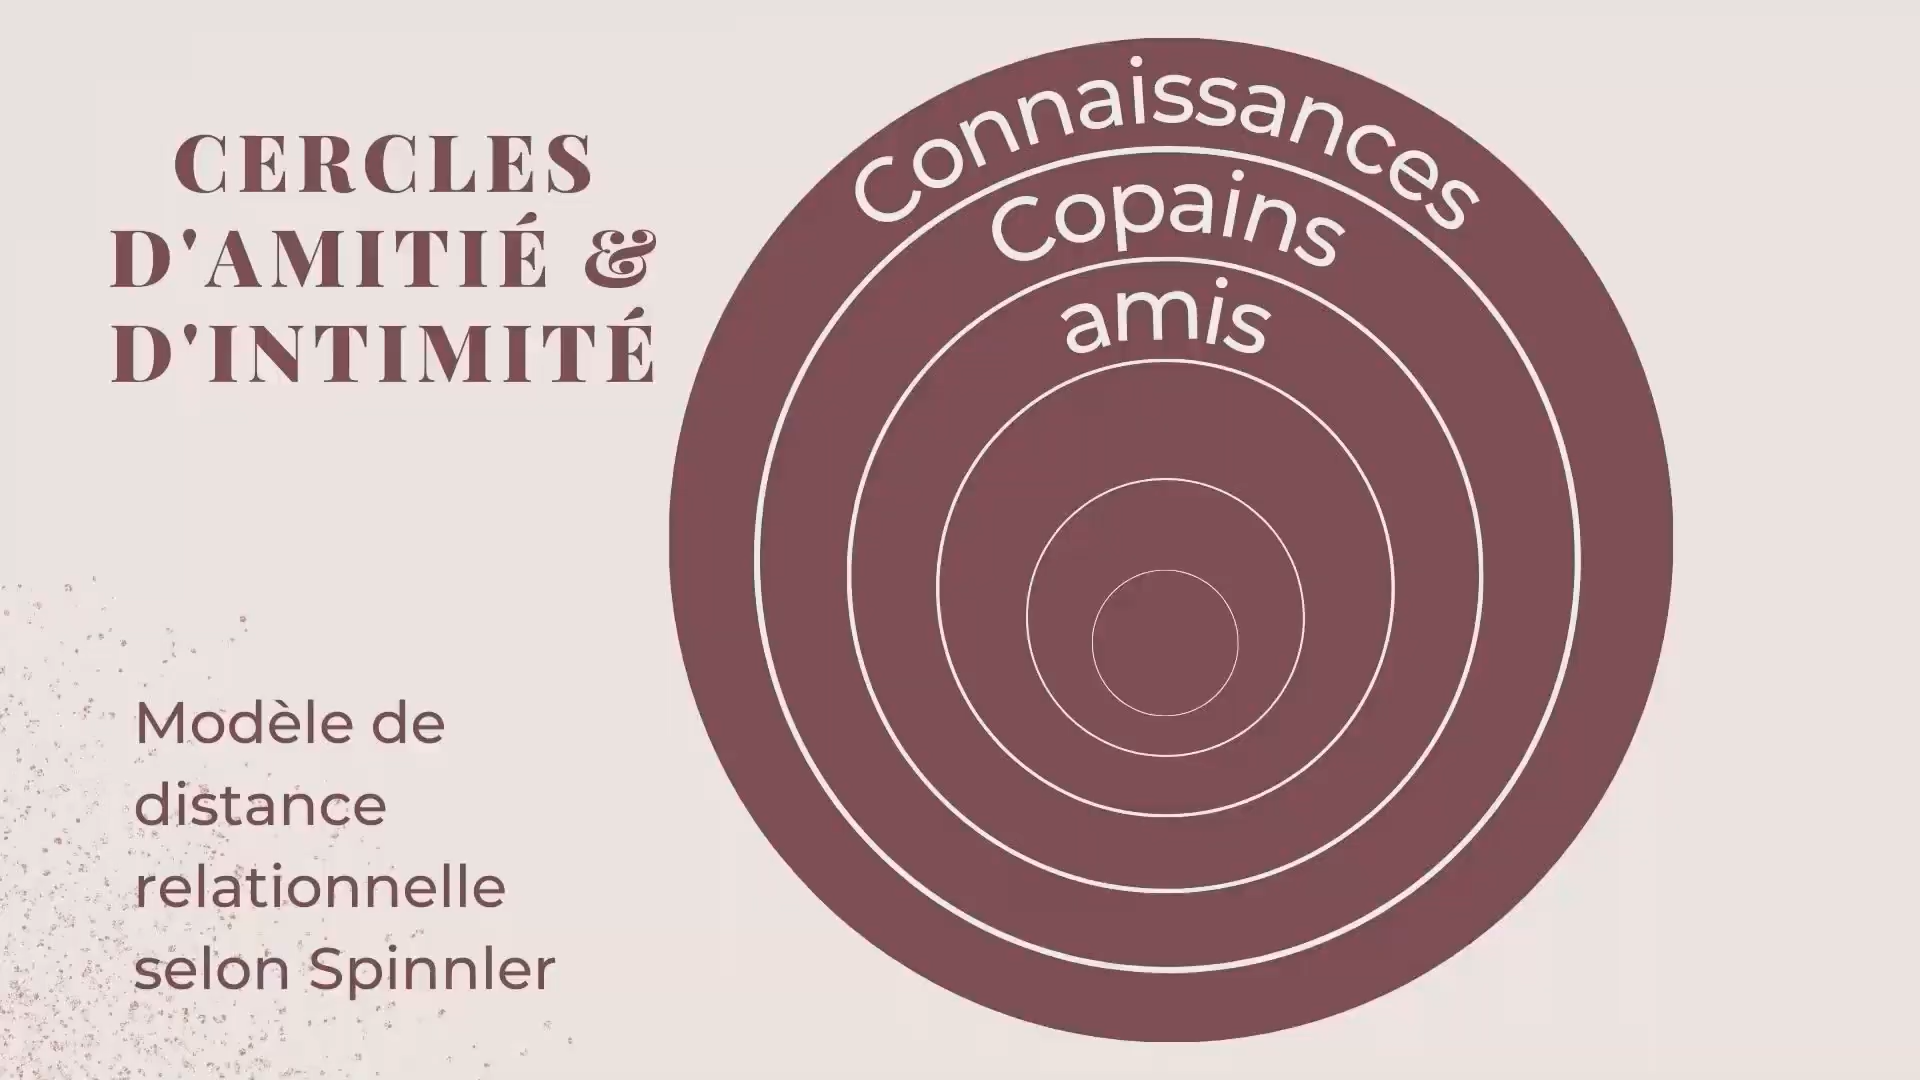 CERCLES
D'AMITIÉ &
D'INTIMITÉ
Modèle de
distance
relationnelle
selon Spinnler
Connaissances
Copains
amis